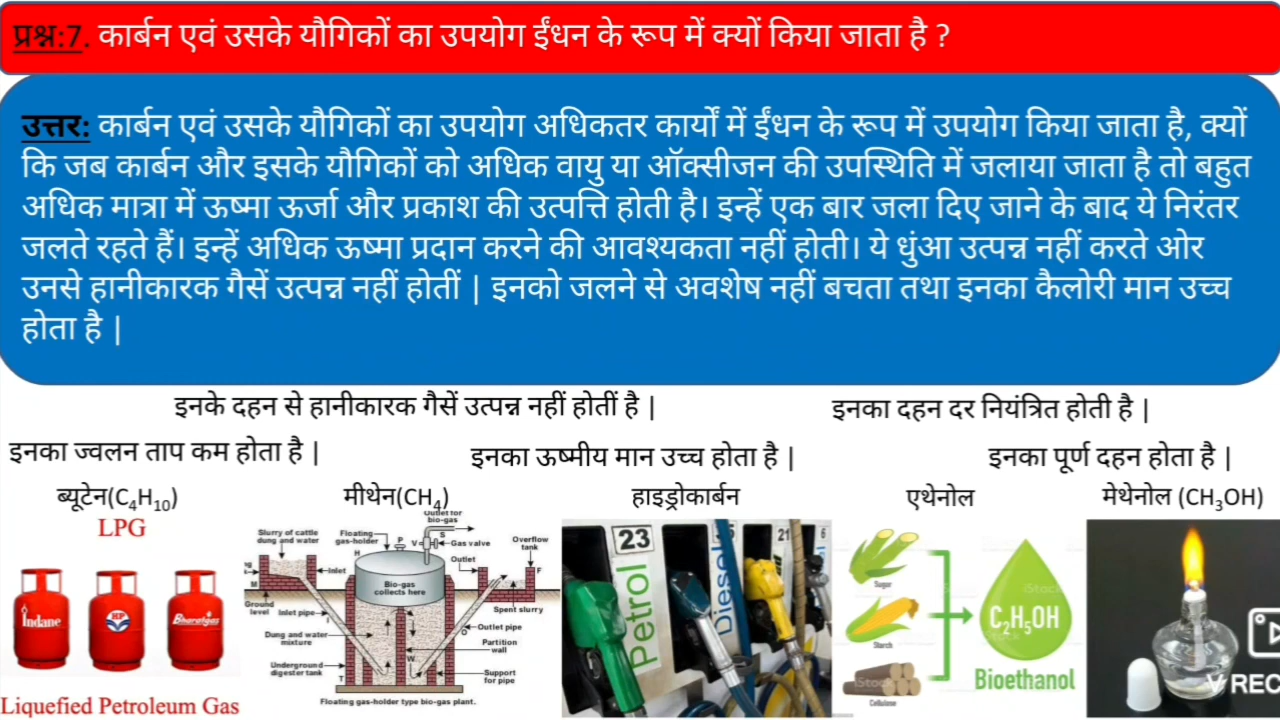 प्रश्न:7. कार्बन एवं उसके यौगिकों का उपयोग ईंधन के रूप में क्यों किया जाता है ?
उत्तर: कार्बन एवं उसके यौगिकों का उपयोग अधिकतर कार्यों में ईंधन के रूप में उपयोग किया जाता है, क्यों
कि जब कार्बन और इसके यौगिकों को अधिक वायु या ऑक्सीजन की उपस्थिति में जलाया जाता है तो बहुत
अधिक मात्रा में ऊष्मा ऊर्जा और प्रकाश की उत्पत्ति होती है। इन्हें एक बार जला दिए जाने के बाद ये निरंतर
जलते रहते हैं। इन्हें अधिक ऊष्मा प्रदान करने की आवश्यकता नहीं होती। ये धुंआ उत्पन्न नहीं करते ओर
उनसे हानीकारक गैसें उत्पन्न नहीं होतीं | इनको जलने से अवशेष नहीं बचता तथा इनका कैलोरी मान उच्च
होता है |
इनके दहन से हानीकारक गैसें उत्पन्न नहीं होतीं है |
इनका दहन दर नियंत्रित होती है |
इनका ज्वलन ताप कम होता है |
इनका ऊष्मीय मान उच्च होता है |
इनका पूर्ण दहन होता है |
ब्यूटेन(C4H10)
मीथेन(CH4)
हाइड्रोकार्बन
एथेनोल
मेथेनोल (CH3OH)
LPG
Indane
HP
Bharatgas
Liquefied Petroleum Gas
Slurry of cattle
dung and water
Floating
gas-holder
Outlet for
bio-gas
Gas valve
Overflow
tank
P
V
S
H
M
F
Inlet
Outlet
Bio-gas
collects here
Ground
level
Inlet pipe
I
Spent slurry
Dung and water
mixture
Outlet pipe
O
Partition
wall
W
Underground
digester tank
T
Support
for pipe
Floating gas-holder type bio-gas plant.
23
Petrol
Diesel
21
6
Sugar
Starch
Cellulose
iStock
C2H5OH
Bioethanol
V REC